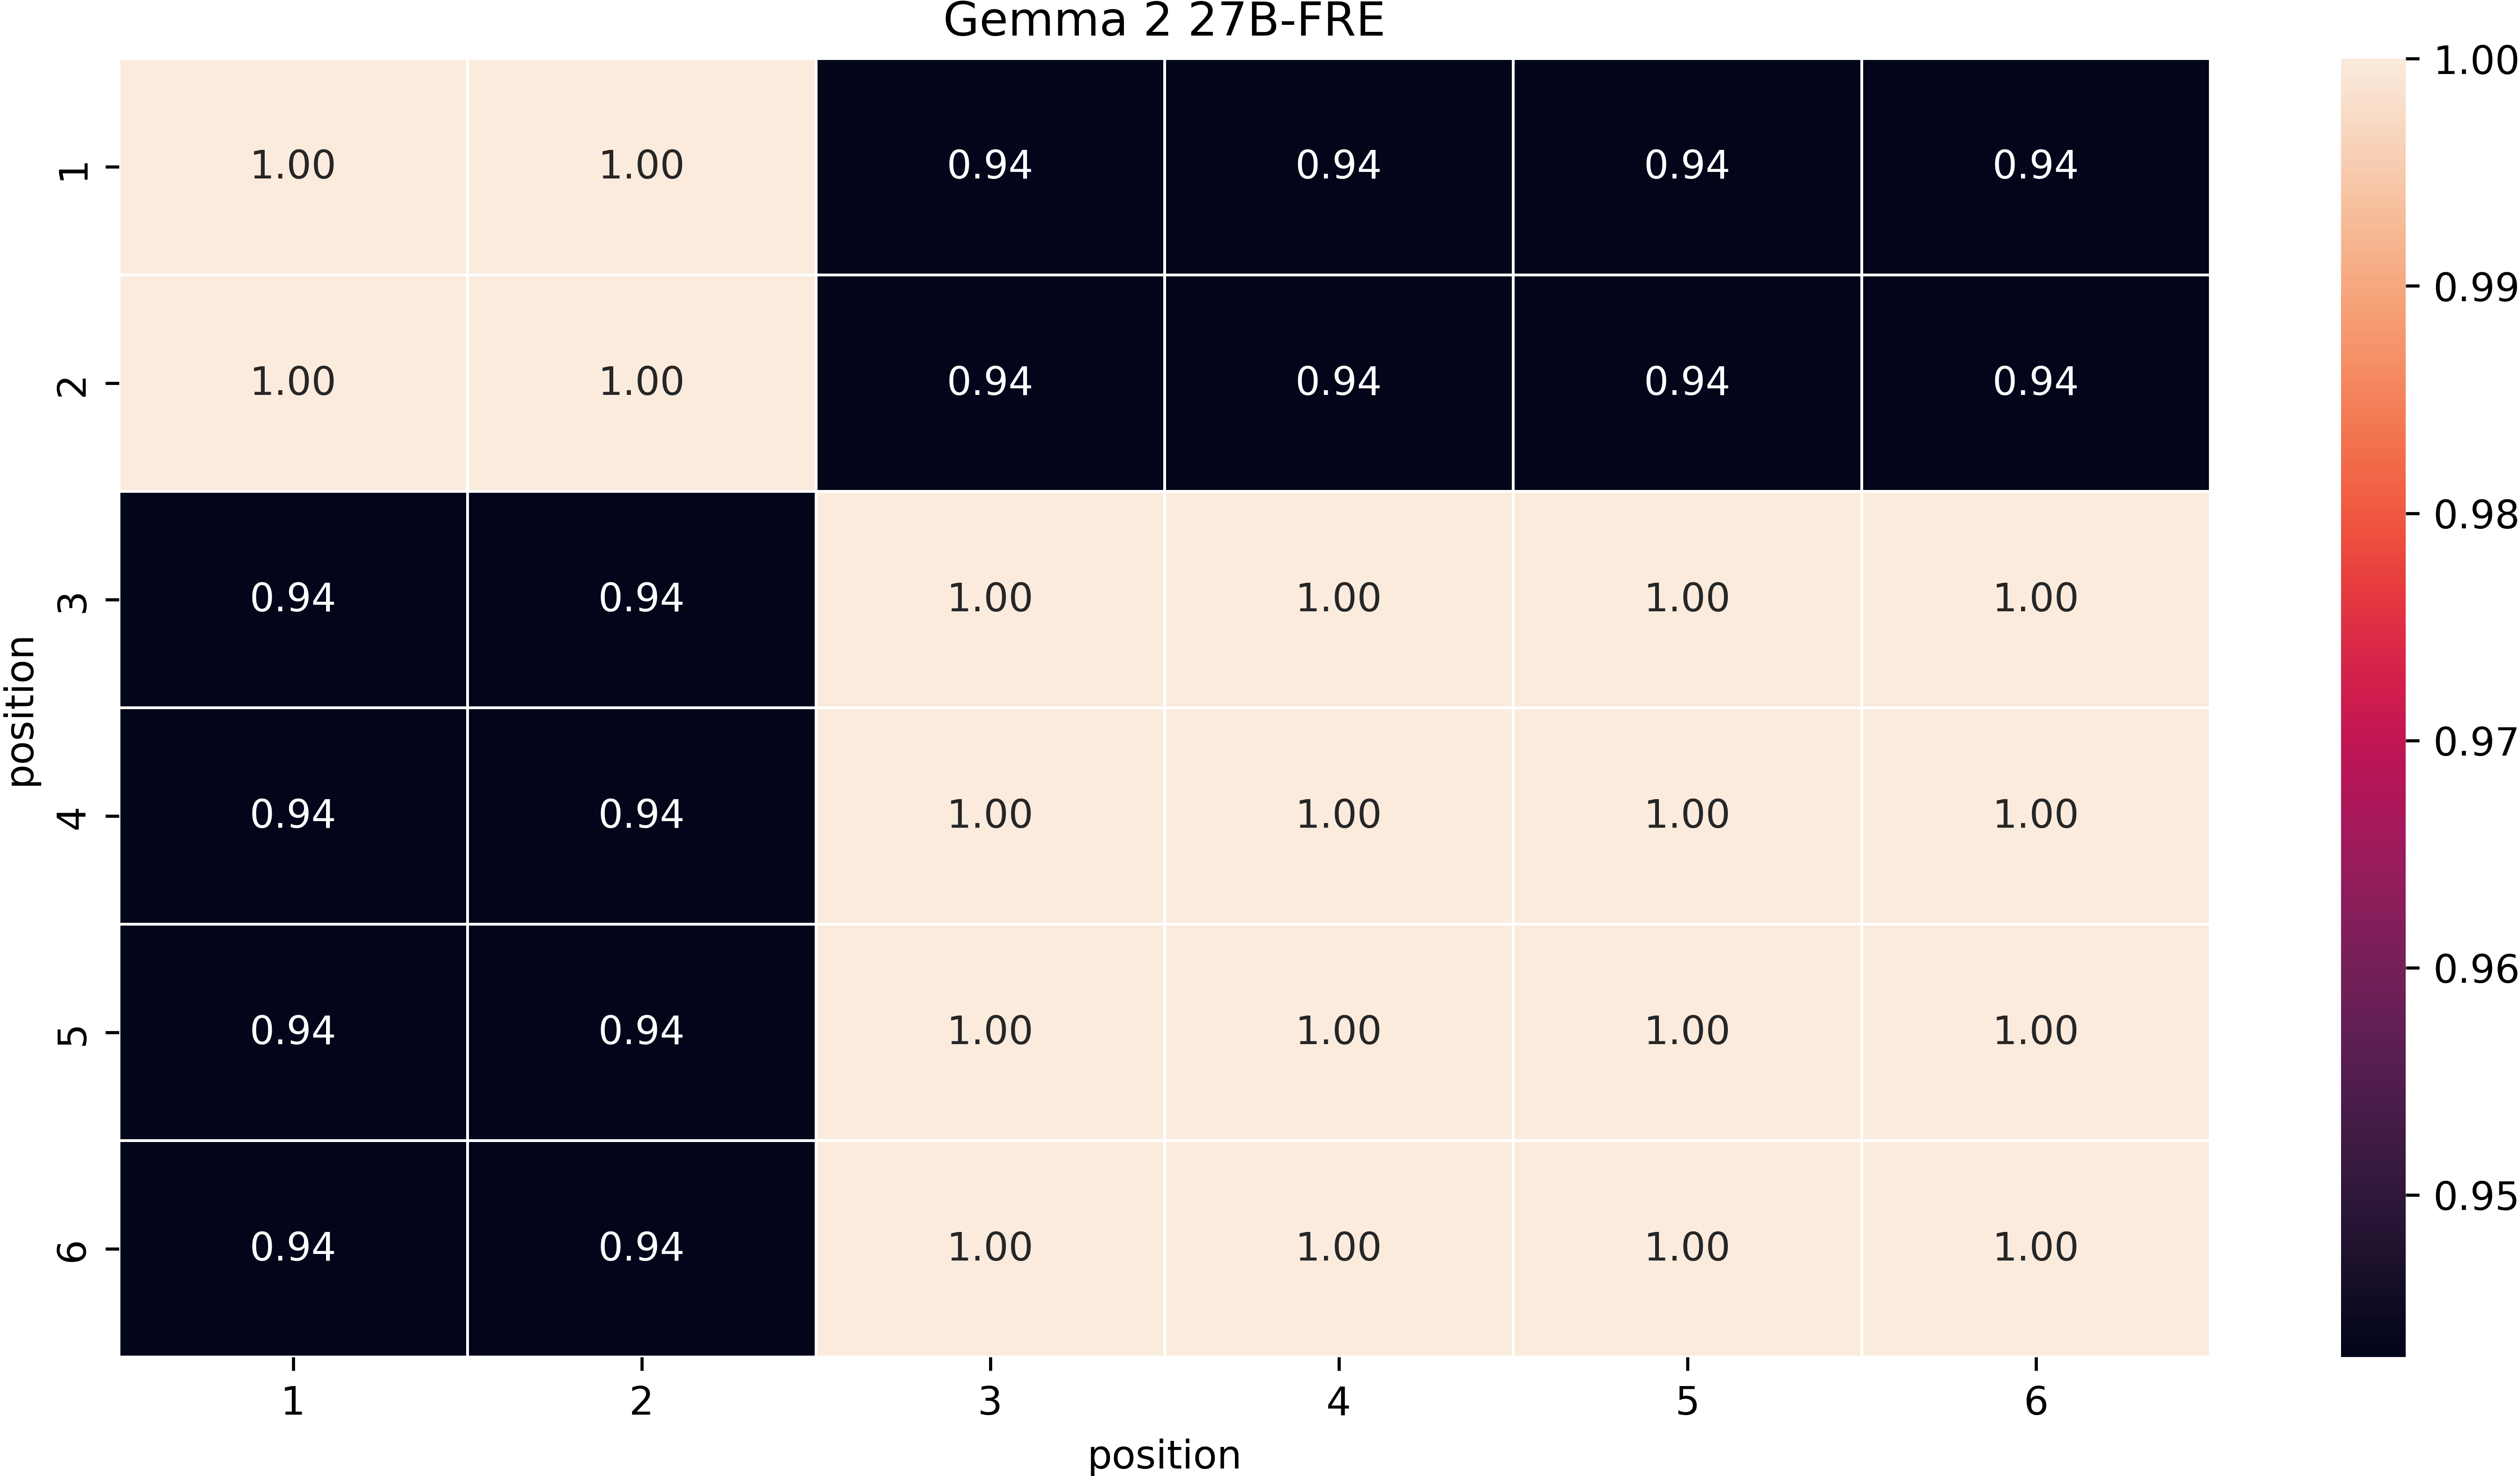 Gemma 2 27B-FRE
1 1.00 1.00 0.94 0.94 0.94 0.94
2 1.00 1.00 0.94 0.94 0.94 0.94
3 0.94 0.94 1.00 1.00 1.00 1.00
4 0.94 0.94 1.00 1.00 1.00 1.00
5 0.94 0.94 1.00 1.00 1.00 1.00
6 0.94 0.94 1.00 1.00 1.00 1.00
position
1 2 3 4 5 6
position
1.00
0.99
0.98
0.97
0.96
0.95